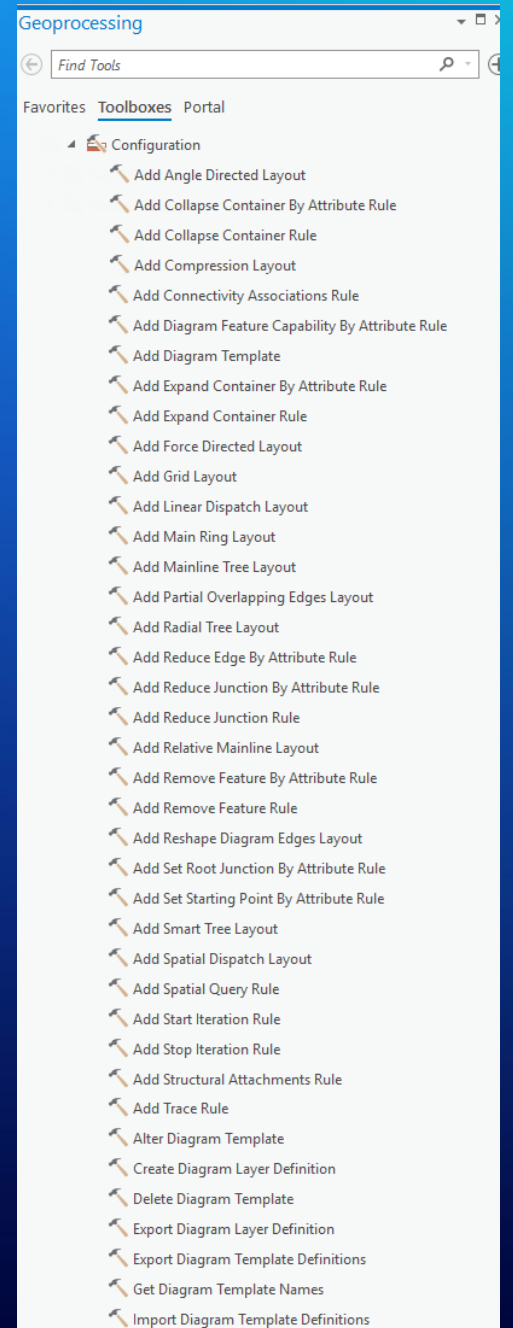 Geoprocessing
Find Tools
Favorites Toolboxes Portal
Configuration
Add Angle Directed Layout
Add Collapse Container By Attribute Rule
Add Collapse Container Rule
Add Compression Layout
Add Connectivity Associations Rule
Add Diagram Feature Capability By Attribute Rule
Add Diagram Template
Add Expand Container By Attribute Rule
Add Expand Container Rule
Add Force Directed Layout
Add Grid Layout
Add Linear Dispatch Layout
Add Main Ring Layout
Add Mainline Tree Layout
Add Partial Overlapping Edges Layout
Add Radial Tree Layout
Add Reduce Edge By Attribute Rule
Add Reduce Junction By Attribute Rule
Add Reduce Junction Rule
Add Relative Mainline Layout
Add Remove Feature By Attribute Rule
Add Remove Feature Rule
Add Reshape Diagram Edges Layout
Add Set Root Junction By Attribute Rule
Add Set Starting Point By Attribute Rule
Add Smart Tree Layout
Add Spatial Dispatch Layout
Add Spatial Query Rule
Add Start Iteration Rule
Add Stop Iteration Rule
Add Structural Attachments Rule
Add Trace Rule
Alter Diagram Template
Create Diagram Layer Definition
Delete Diagram Template
Export Diagram Layer Definition
Export Diagram Template Definitions
Get Diagram Template Names
Import Diagram Template Definitions